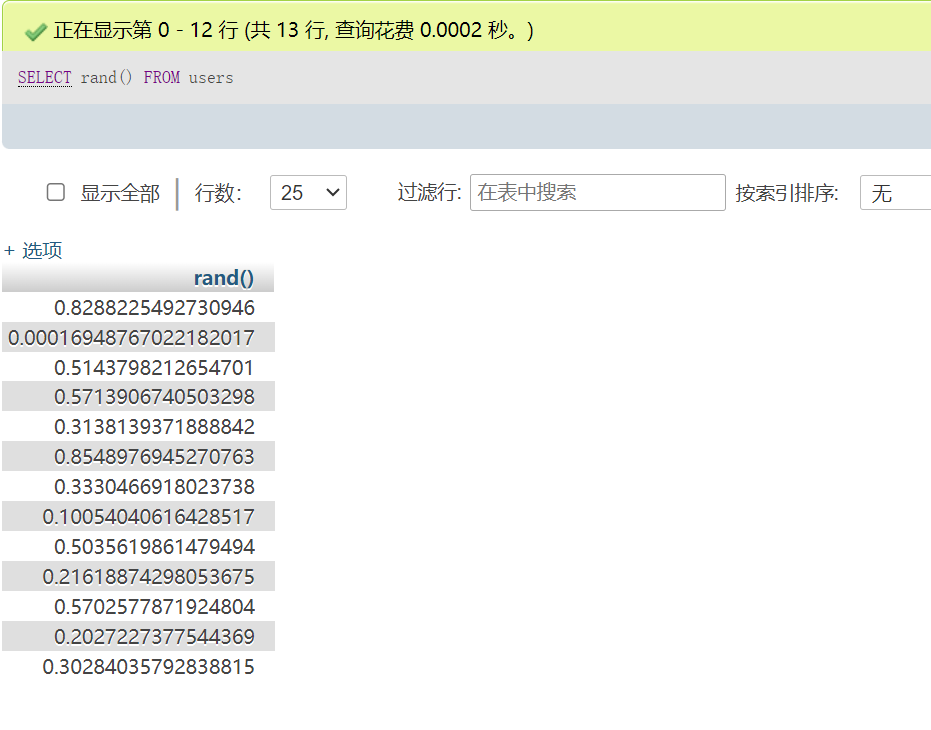 正在显示第 0 - 12 行 (共 13 行, 查询花费 0.0002 秒。)
SELECT rand() FROM users
显示全部 行数: 25 过滤行: 在表中搜索 按索引排序: 无
+ 选项
rand()
0.8288225492730946
0.00016948767022182017
0.5143798212654701
0.5713906740503298
0.3138139371888842
0.8548976945270763
0.3330466918023738
0.10054040616428517
0.5035619861479494
0.21618874298053675
0.5702577871924804
0.2027227377544369
0.30284035792838815